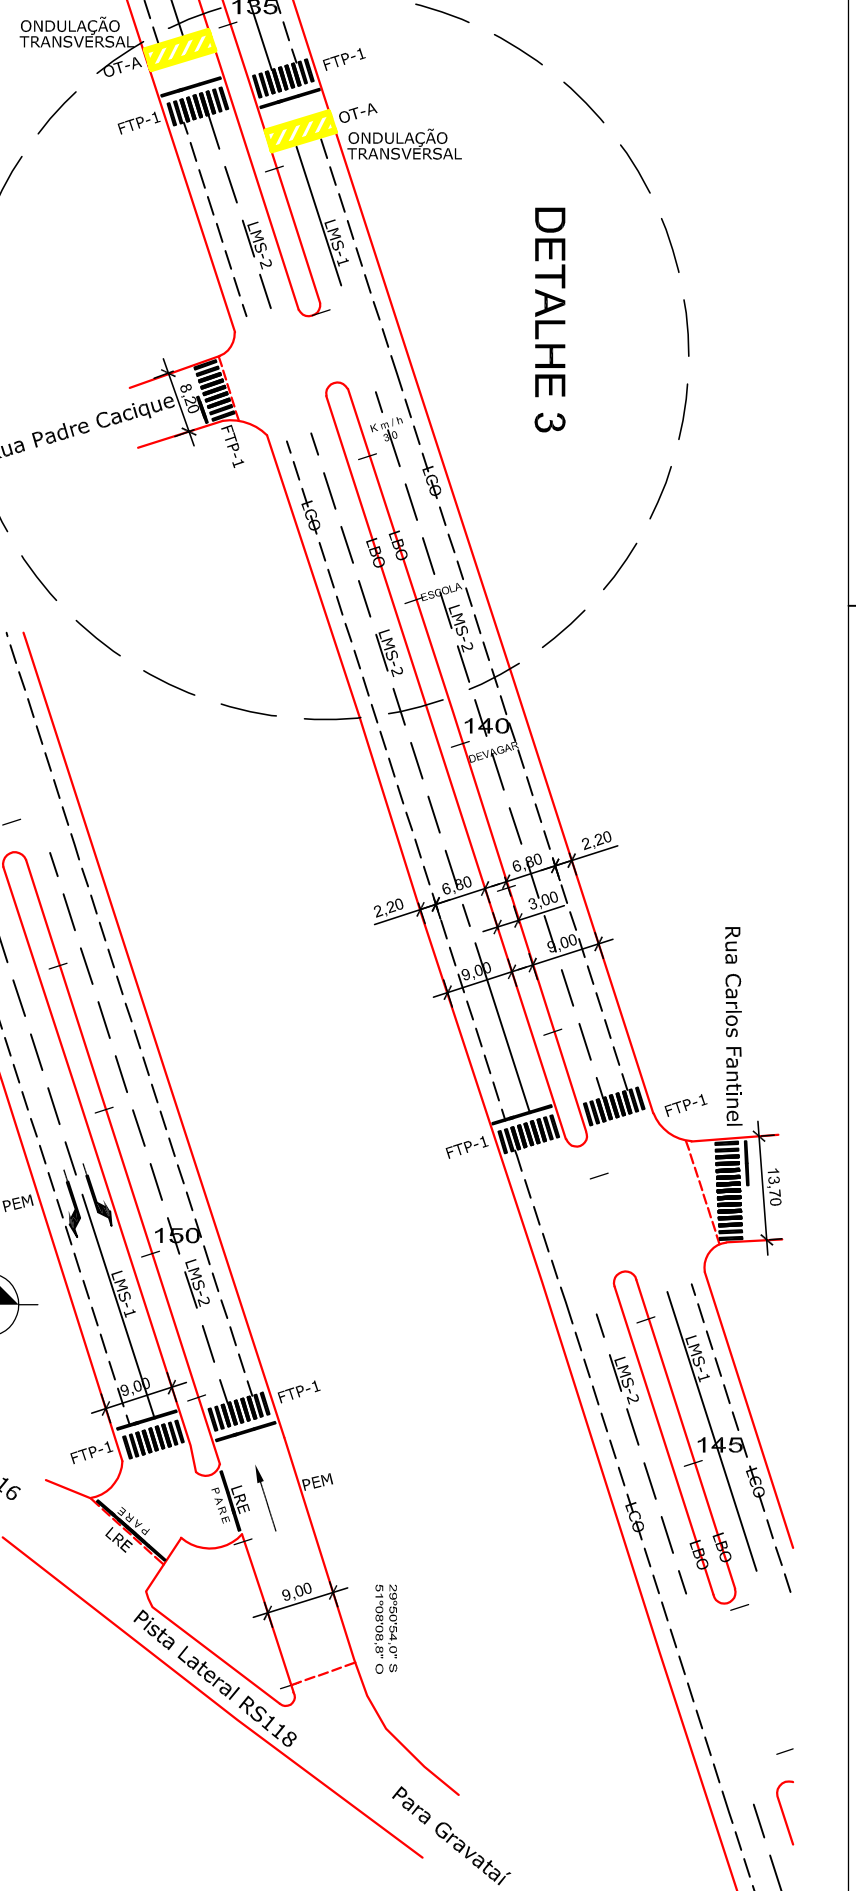 135
ONDULAÇÃO
TRANSVERSAL
OT-A
FTP-1
FTP-1
OT-A
ONDULAÇÃO
TRANSVERSAL
LMS-2
LMS-1
DETALHE 3
8,20
Padre Cacique
FTP-1
Km/h
30
LCO
LCO
LBO
LBO
ESCOLA
LMS-2
LMS-2
140
DEVAGAR
2,20
6,80
6,80
2,20
3,00
9,00
9,00
Rua Carlos Fantinel
FTP-1
FTP-1
13,70
PEM
150
LMS-1
LMS-2
LMS-2
LMS-1
9,00
FTP-1
FTP-1
145
LCO
LCO
LBO
LBO
16
PEM
LRE
PARE
PARE
LRE
9,00
29°50'54,0" S
51°08'08,8" O
Pista Lateral RS118
Para Gravataí